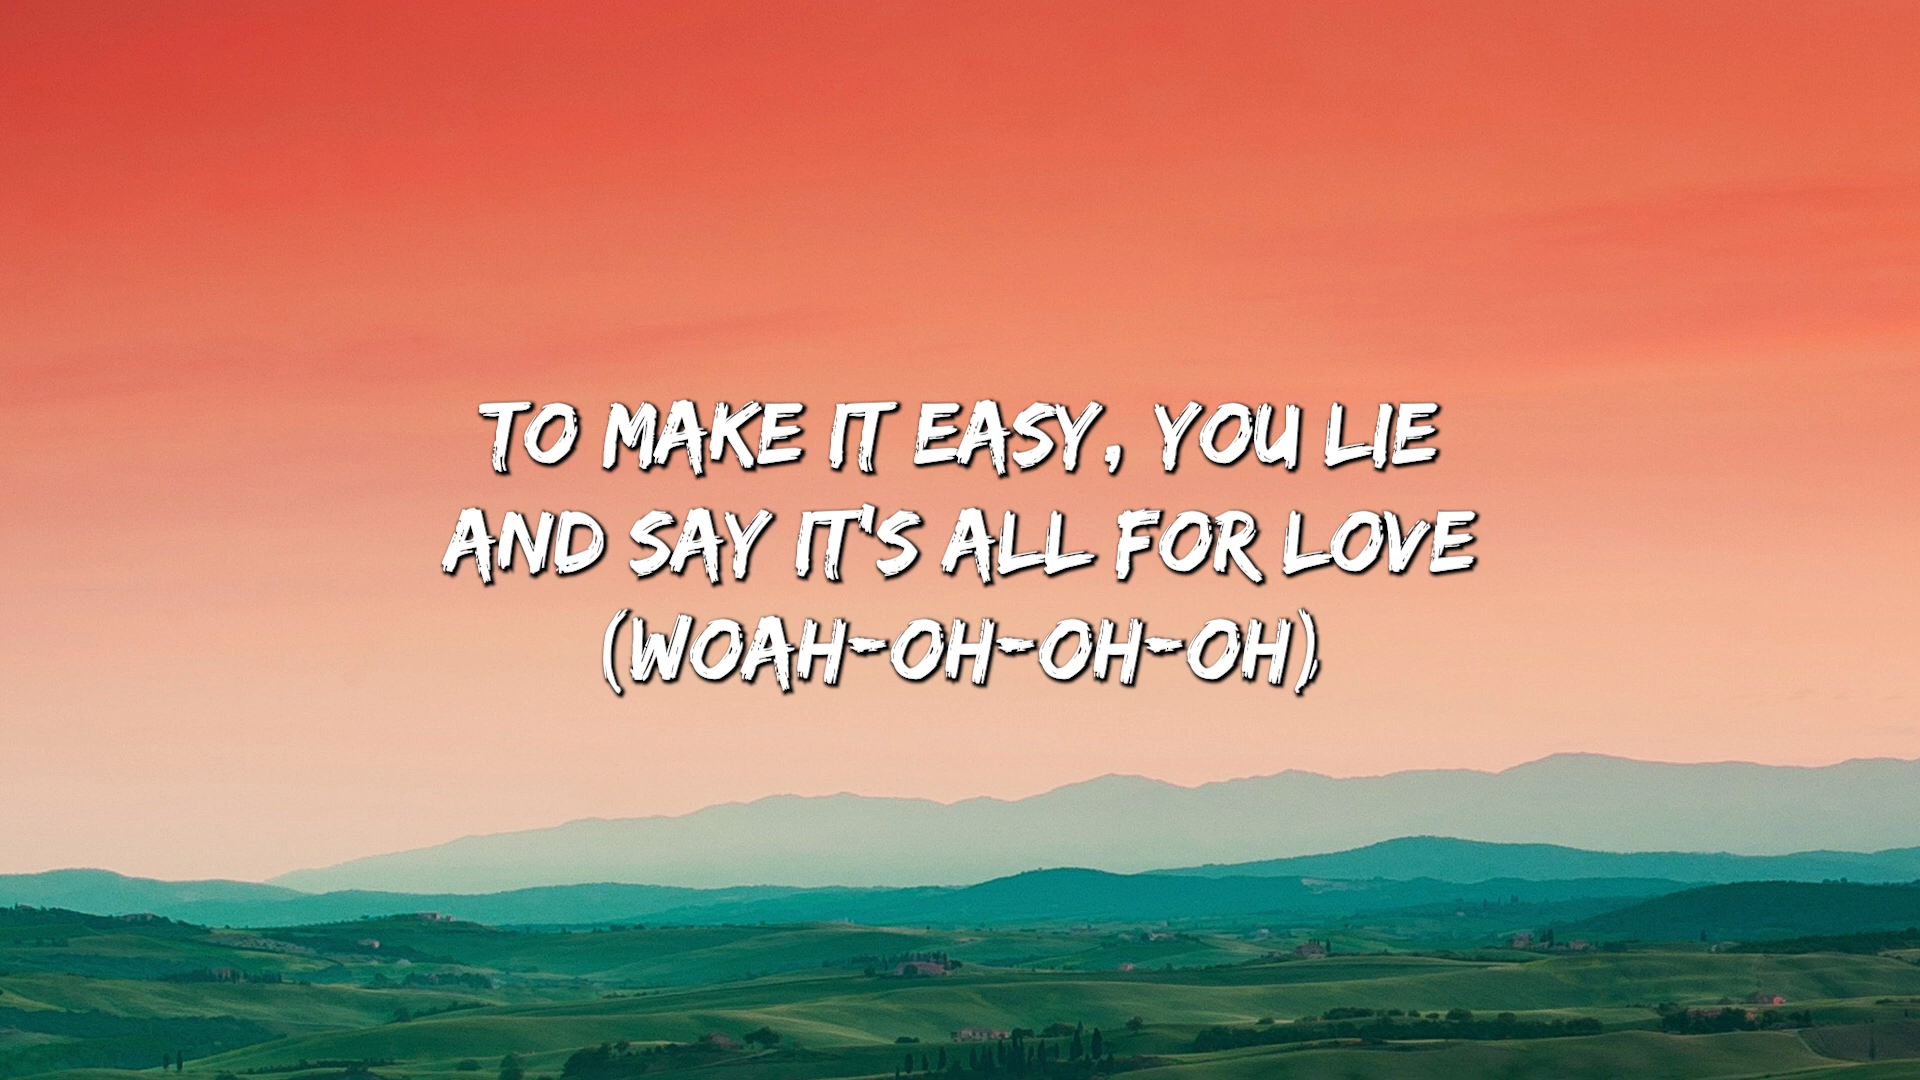 TO MAKE IT EASY, YOU LIE
AND SAY IT'S ALL FOR LOVE
(WOAH-OH-OH-OH)